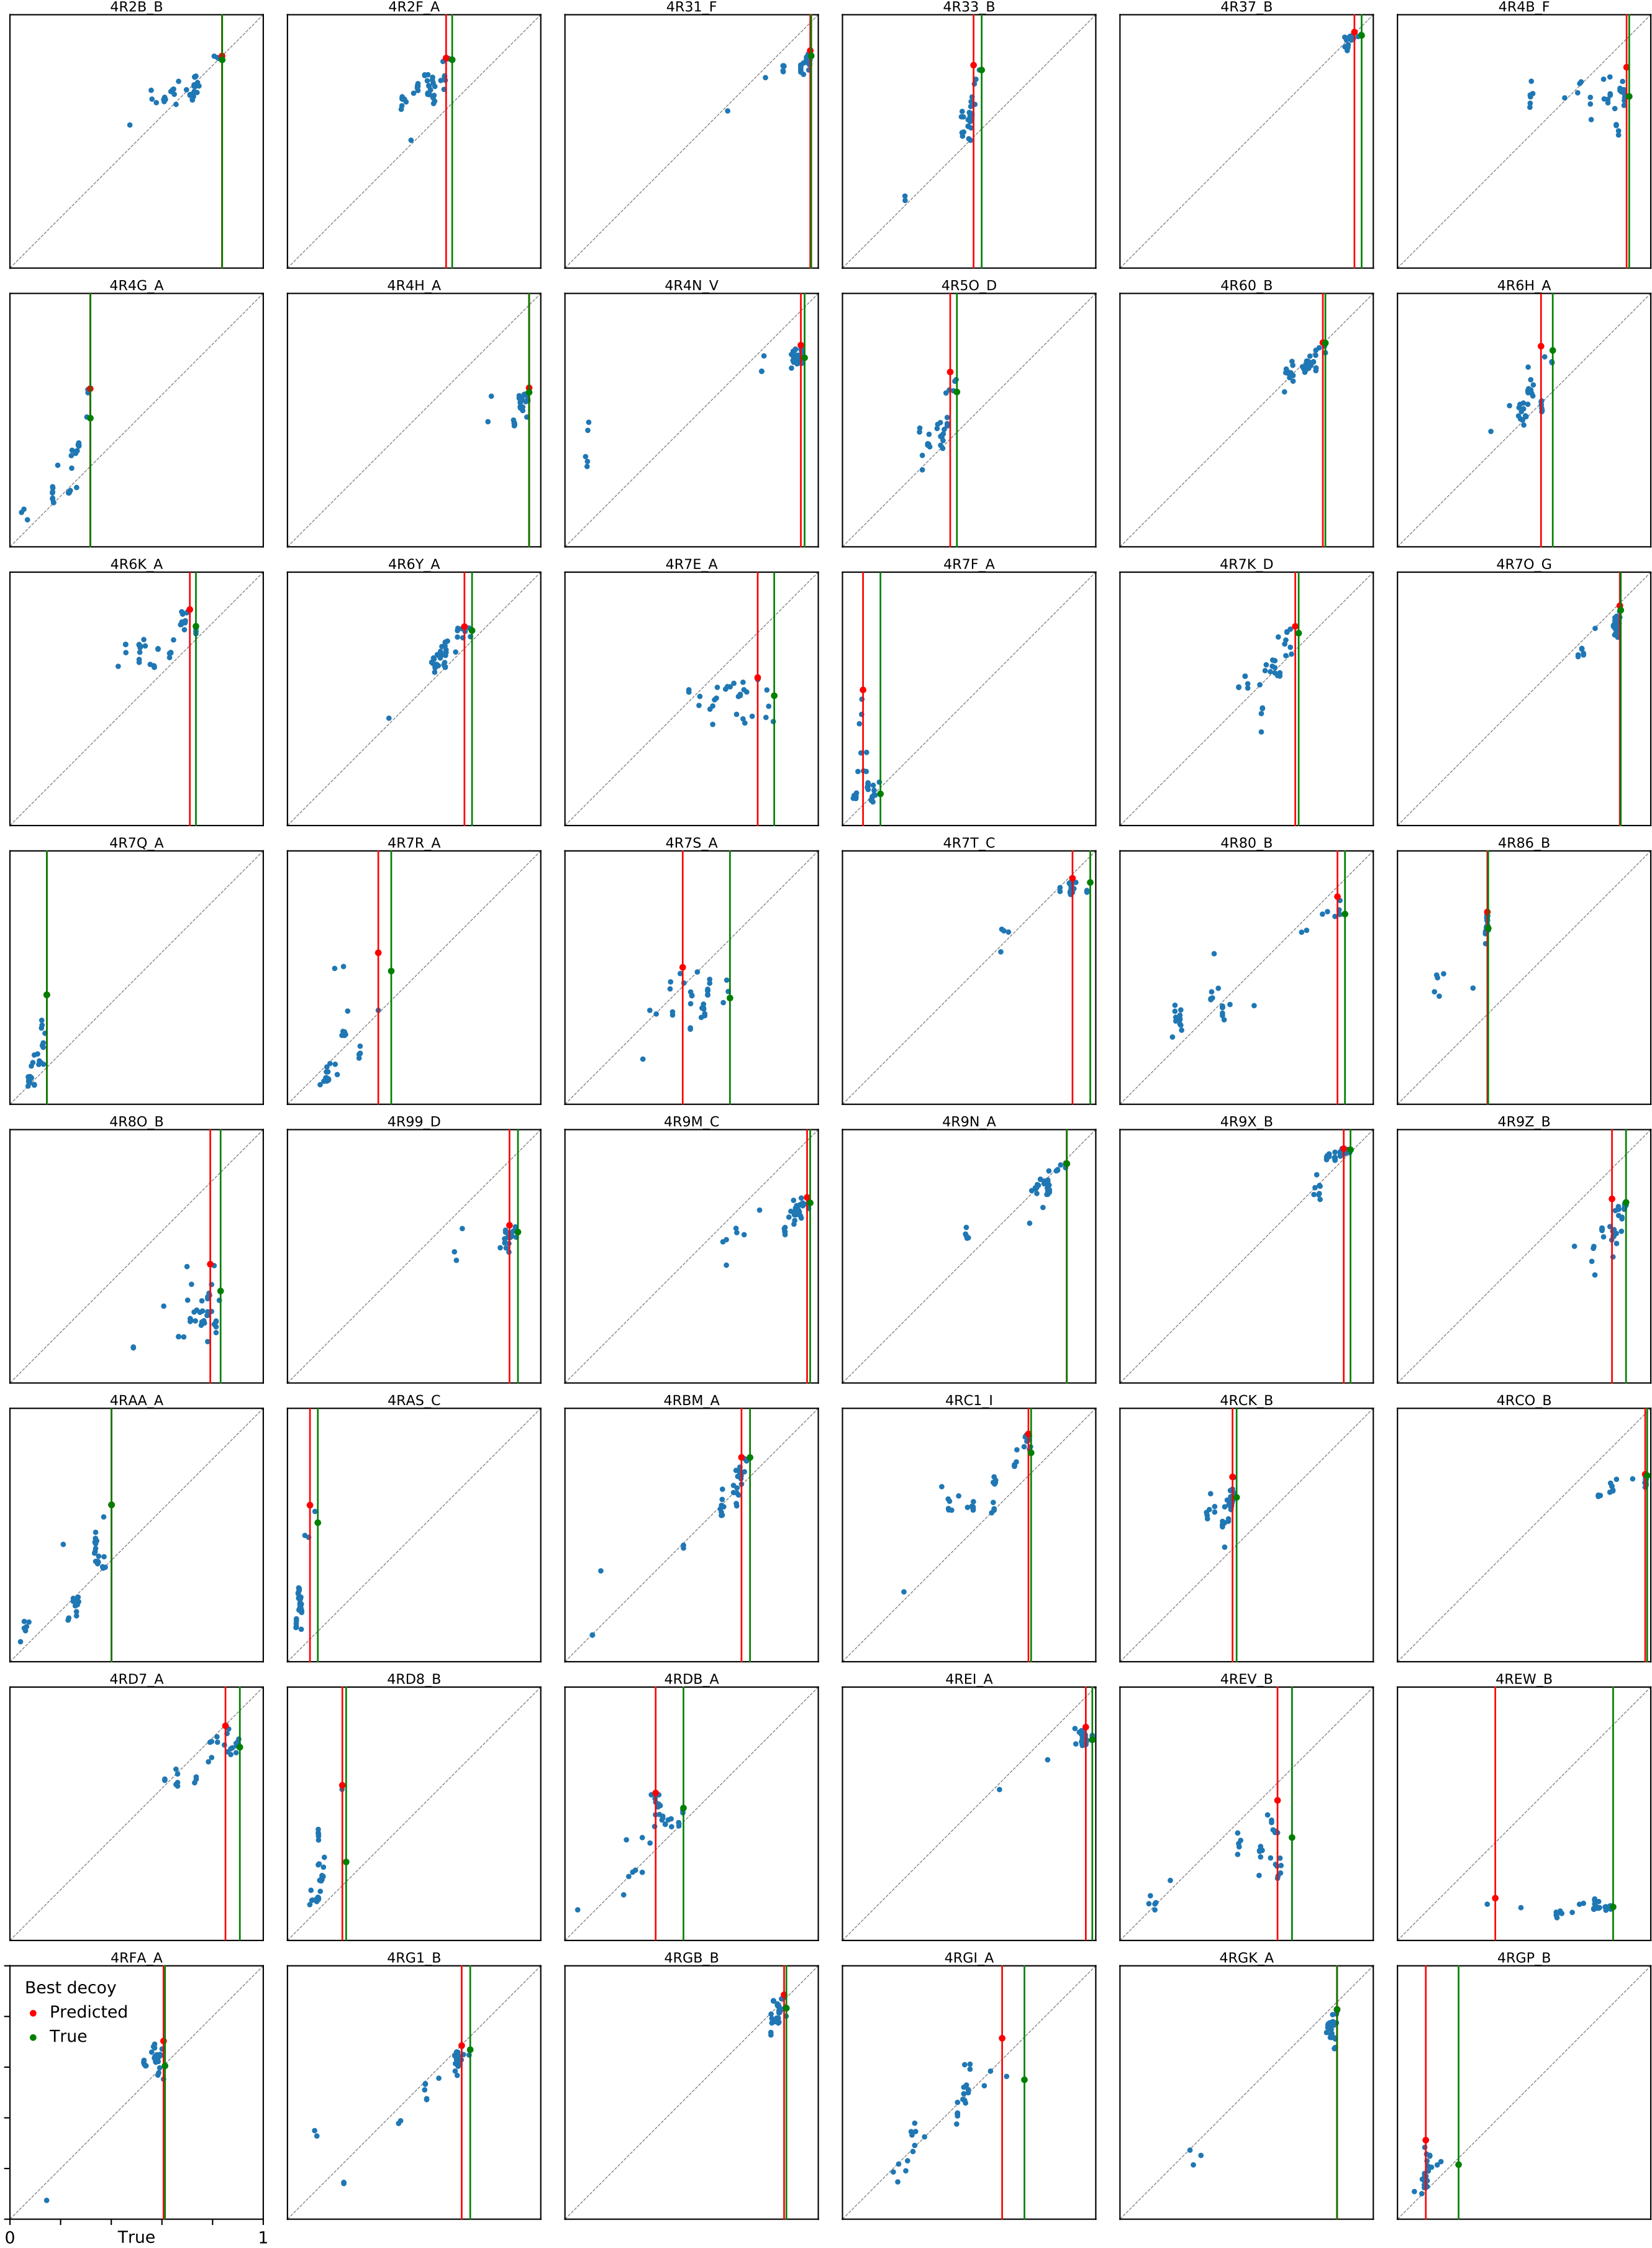 4R2B_B 4R2F_A 4R31_F 4R33_B 4R37_B 4R4B_F
4R4G_A 4R4H_A 4R4N_V 4R5O_D 4R60_B 4R6H_A
4R6K_A 4R6Y_A 4R7E_A 4R7F_A 4R7K_D 4R7O_G
4R7Q_A 4R7R_A 4R7S_A 4R7T_C 4R80_B 4R86_B
4R8O_B 4R99_D 4R9M_C 4R9N_A 4R9X_B 4R9Z_B
4RAA_A 4RAS_C 4RBM_A 4RC1_I 4RCK_B 4RCO_B
4RD7_A 4RD8_B 4RDB_A 4REI_A 4REV_B 4REW_B
4RFA_A 4RG1_B 4RGB_B 4RGI_A 4RGK_A 4RGP_B
Best decoy
Predicted
True
0 True 1